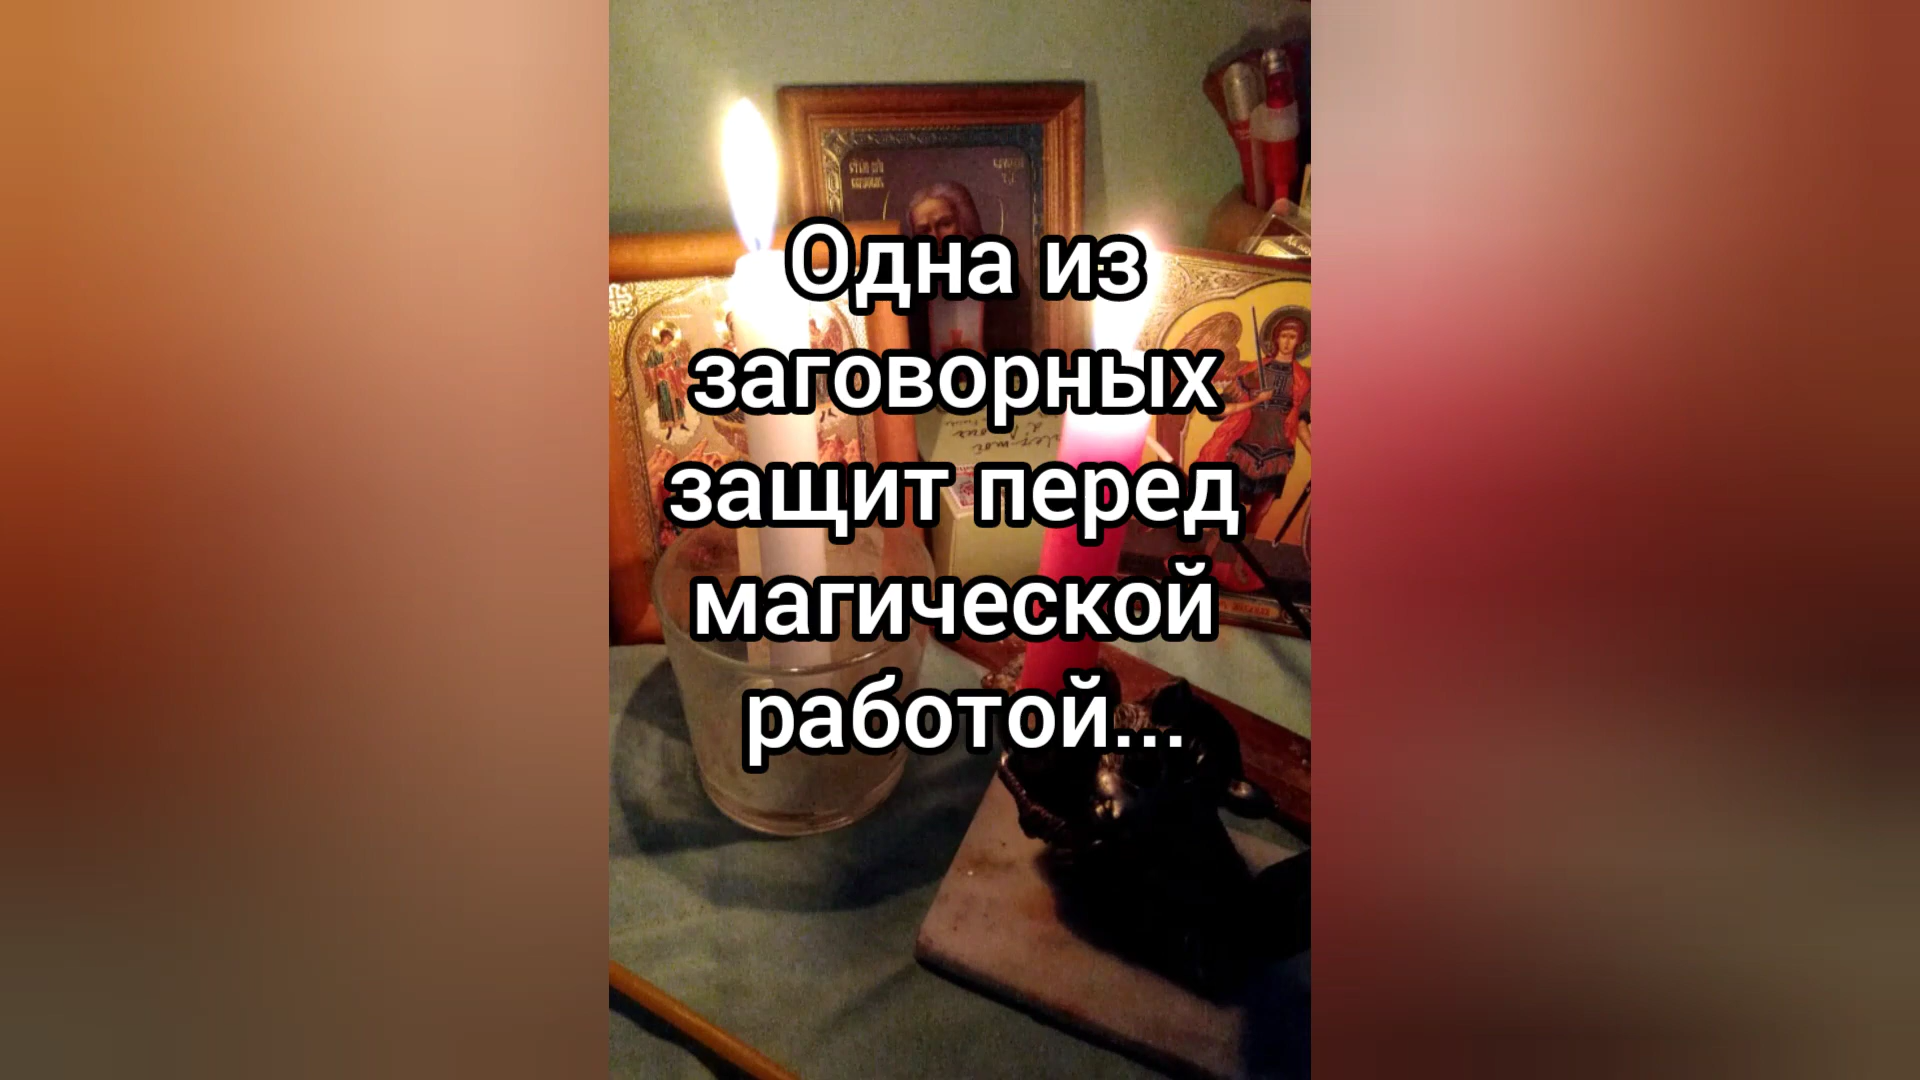 Одна из
заговорных
защит перед
магической
работой...